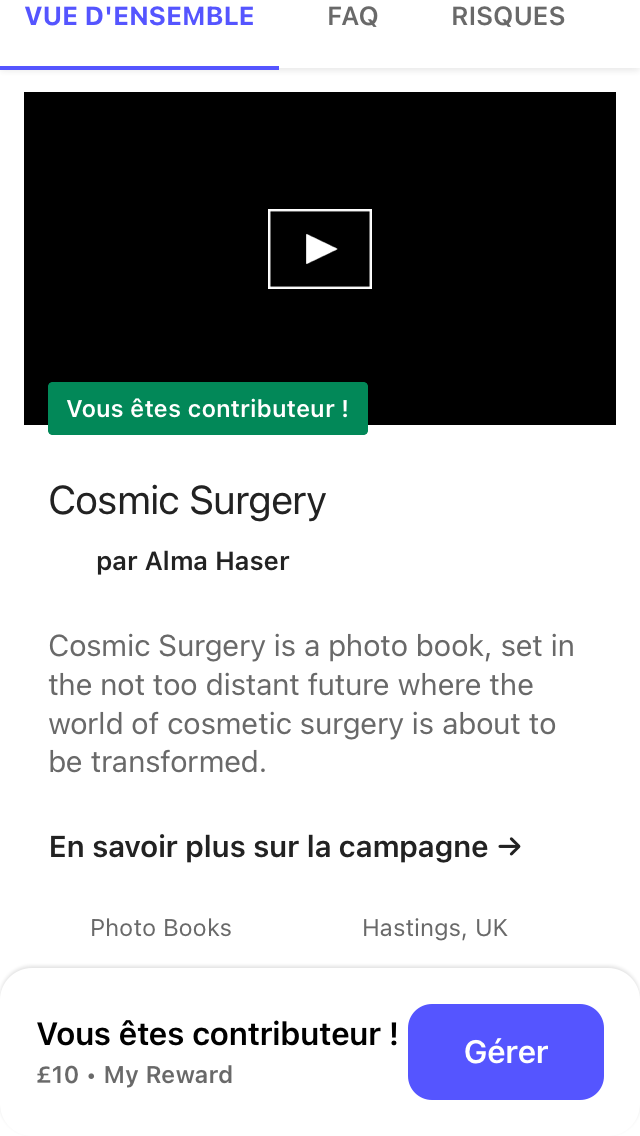 VUE D'ENSEMBLE FAQ RISQUES
Vous êtes contributeur !
Cosmic Surgery
par Alma Haser
Cosmic Surgery is a photo book, set in
the not too distant future where the
world of cosmetic surgery is about to
be transformed.
En savoir plus sur la campagne →
Photo Books Hastings, UK
Vous êtes contributeur !
£10 • My Reward
Gérer